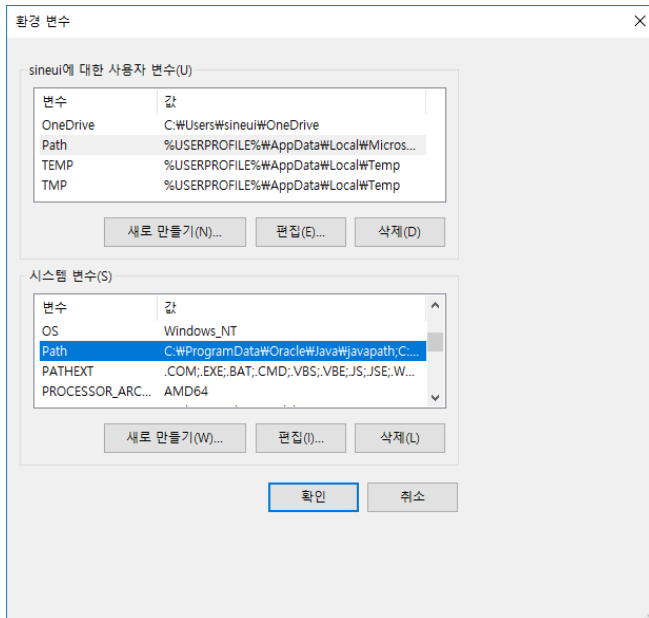 환경 변수
sineui에 대한 사용자 변수(U)
변수 값
OneDrive C:₩Users₩sineui₩OneDrive
Path %USERPROFILE%₩AppData₩Local₩Micros...
TEMP %USERPROFILE%₩AppData₩Local₩Temp
TMP %USERPROFILE%₩AppData₩Local₩Temp
새로 만들기(N)... 편집(E)... 삭제(D)
시스템 변수(S)
변수 값
OS Windows_NT
Path C:₩ProgramData₩Oracle₩Java₩javapath;C:...
PATHEXT .COM;.EXE;.BAT;.CMD;.VBS;.VBE;.JS;.JSE;.W...
PROCESSOR_ARC... AMD64
새로 만들기(W)... 편집(I)... 삭제(L)
확인 취소